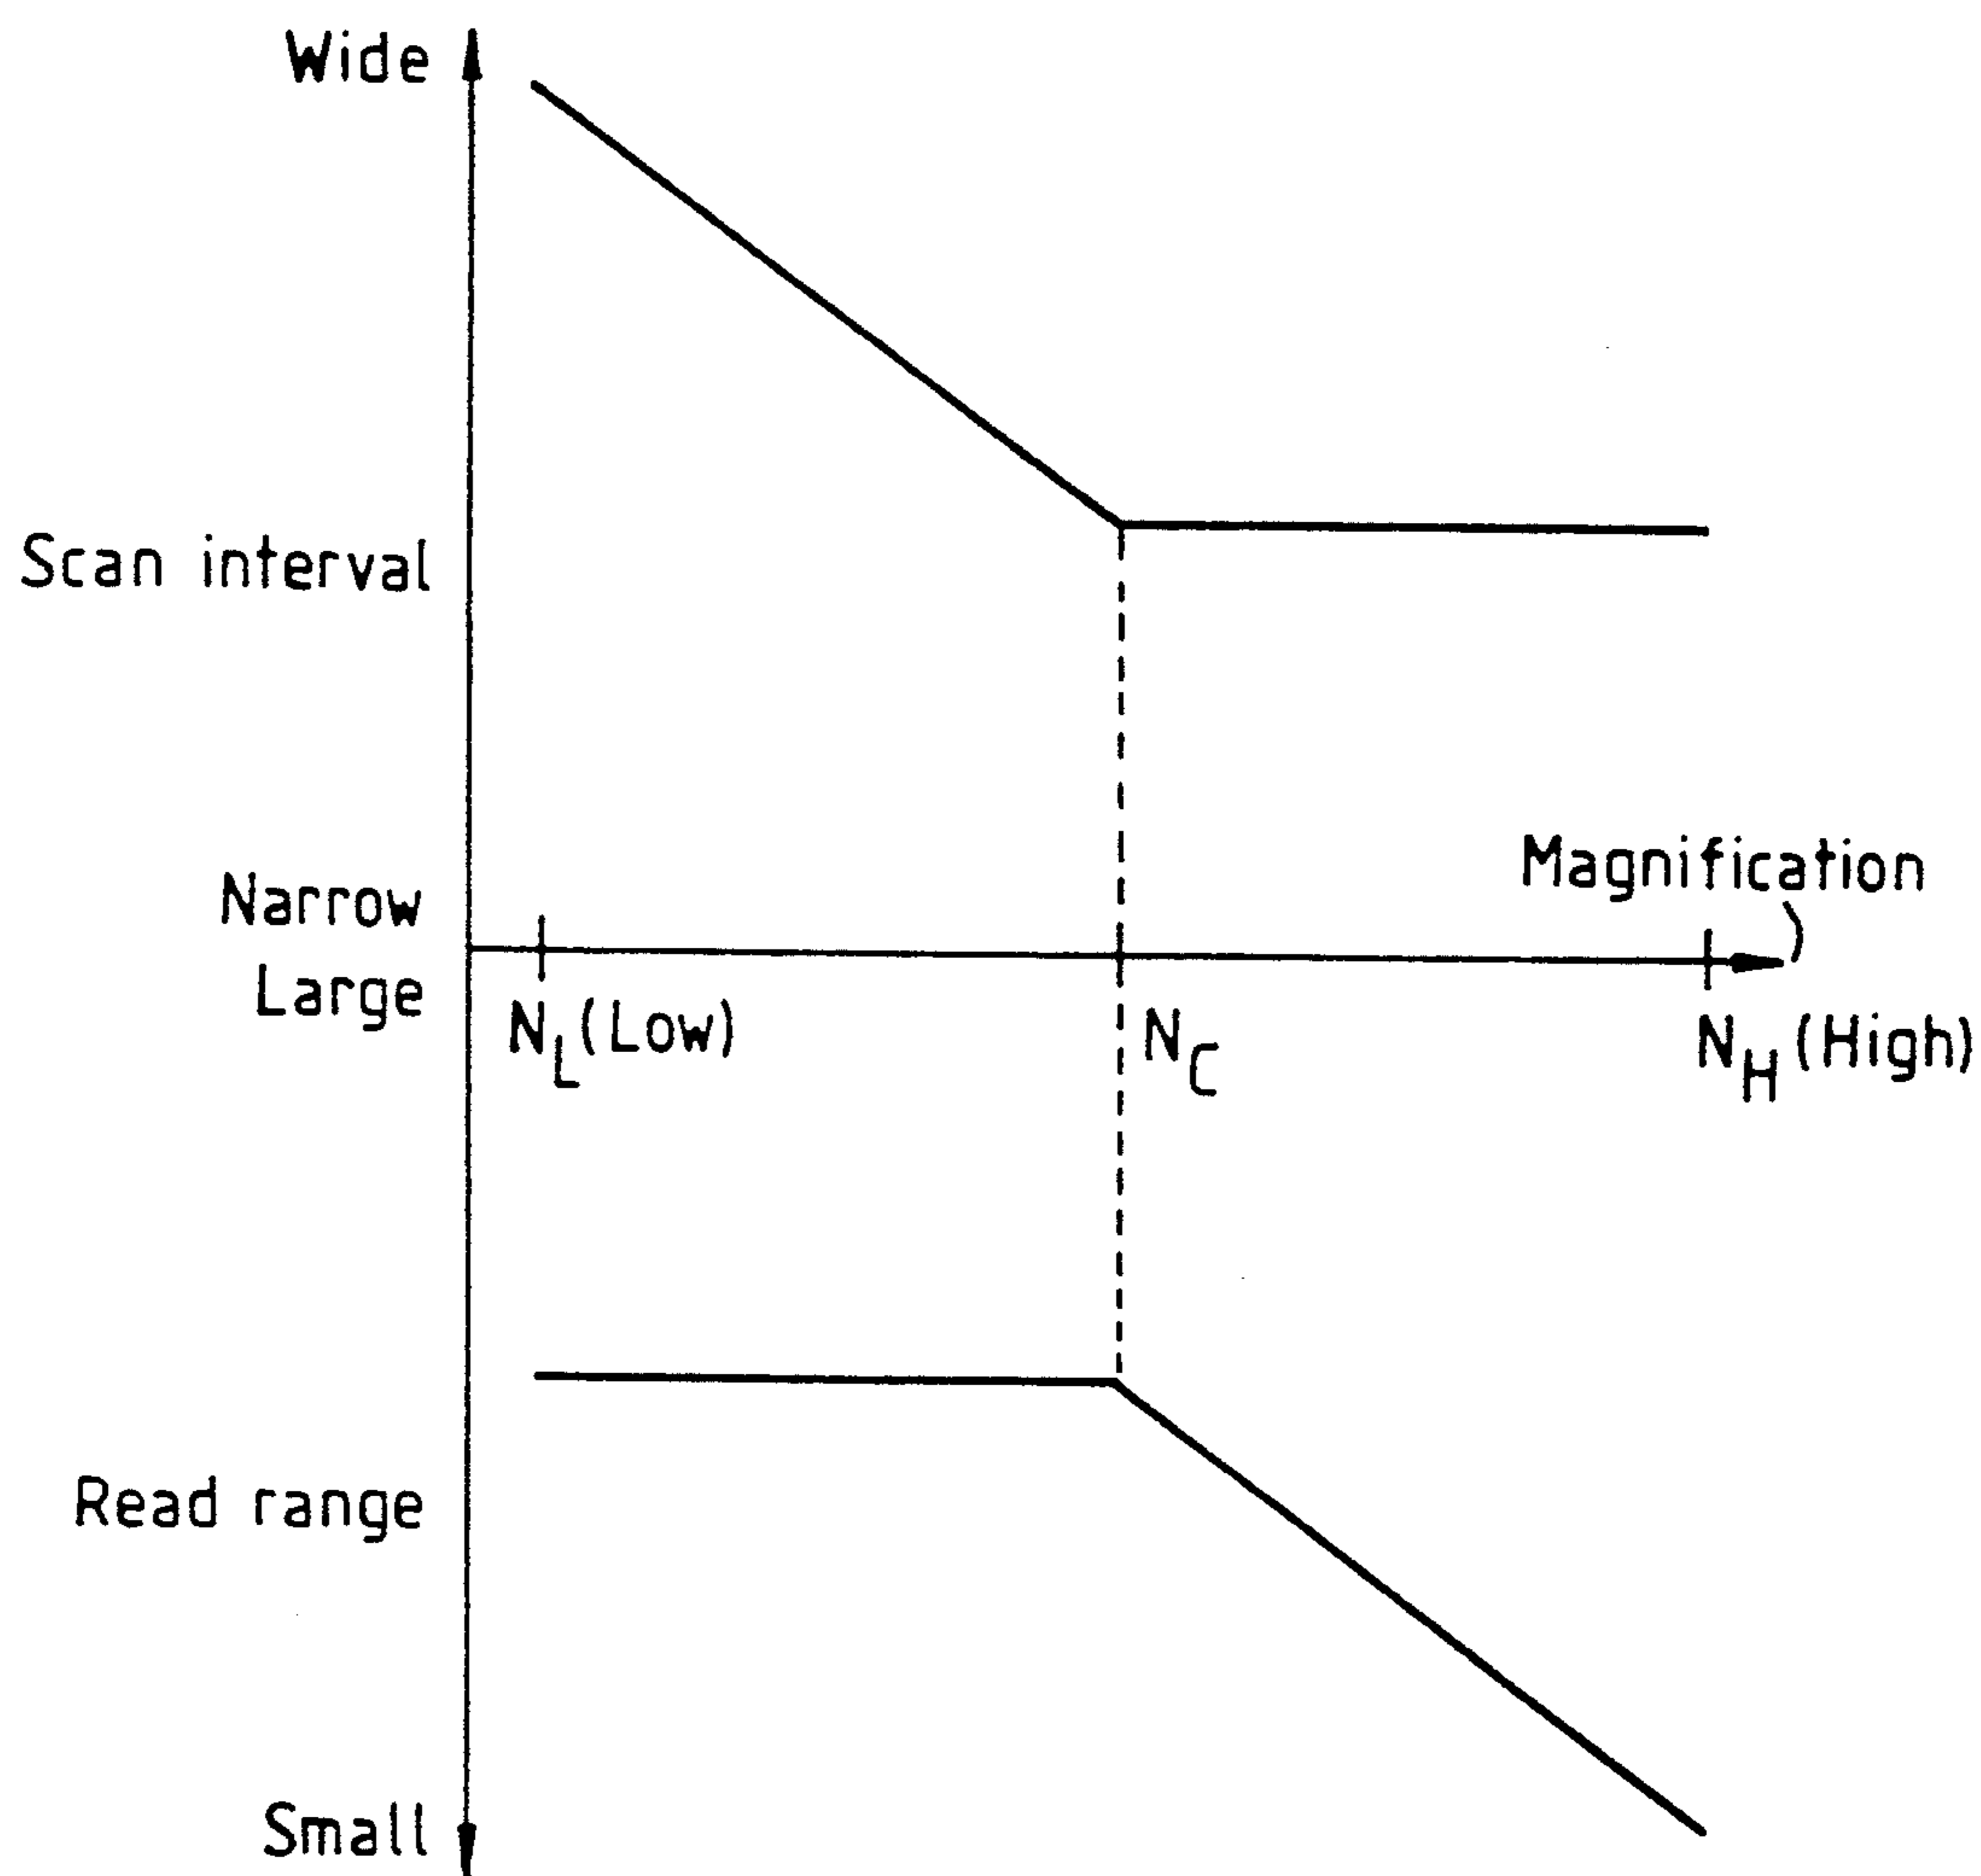 Wide
Scan interval
Magnification
Narrow
Large
N_L (Low)
N_C
N_H (High)
Read range
Small